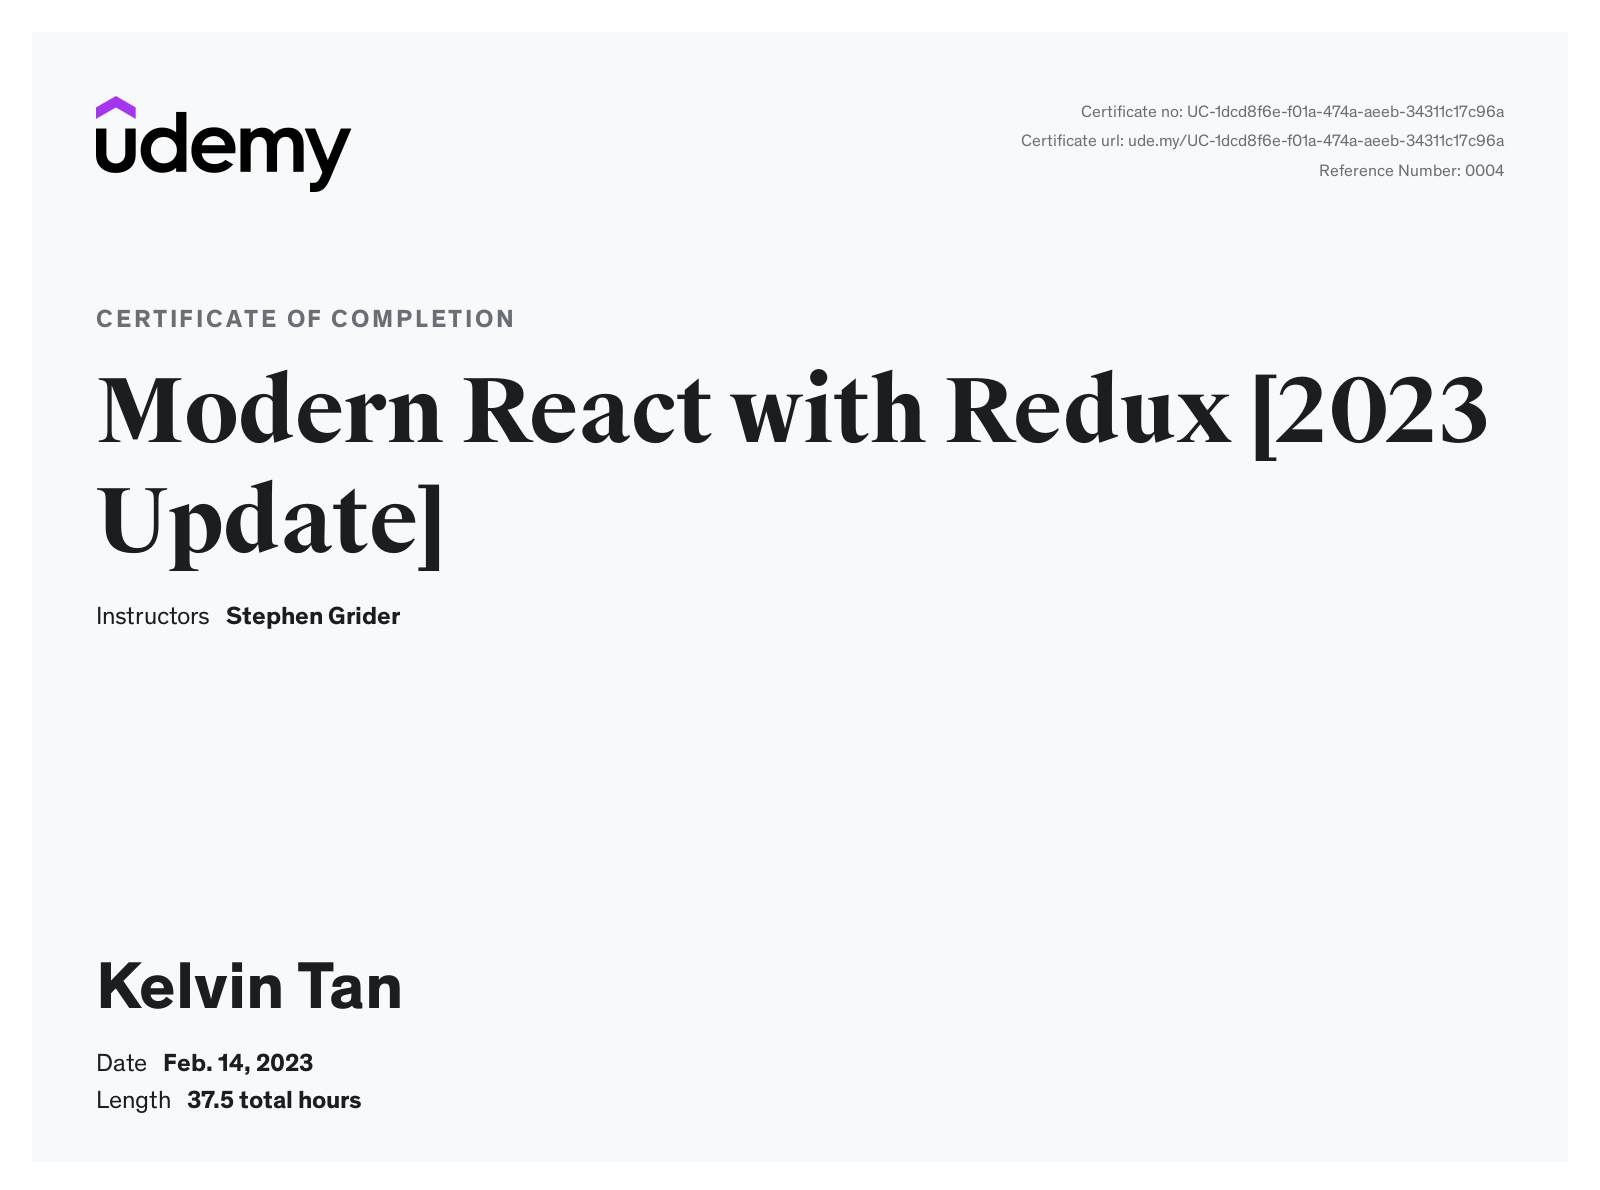 udemy
Certificate no: UC-1dcd8f6e-f01a-474a-aeeb-34311c17c96a
Certificate url: ude.my/UC-1dcd8f6e-f01a-474a-aeeb-34311c17c96a
Reference Number: 0004
CERTIFICATE OF COMPLETION
Modern React with Redux [2023
Update]
Instructors Stephen Grider
Kelvin Tan
Date Feb. 14, 2023
Length 37.5 total hours